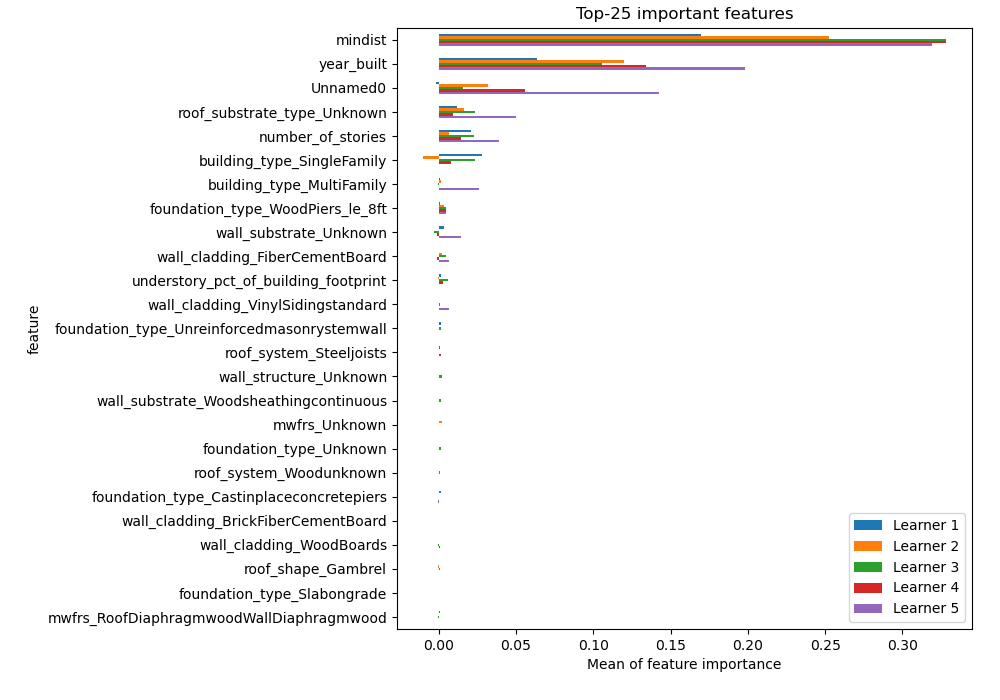 Top-25 important features
mindist
year_built
Unnamed0
roof_substrate_type_Unknown
number_of_stories
building_type_SingleFamily
building_type_MultiFamily
foundation_type_WoodPiers_le_8ft
wall_substrate_Unknown
wall_cladding_FiberCementBoard
understory_pct_of_building_footprint
wall_cladding_VinylSidingstandard
foundation_type_Unreinforcedmasonrystemwall
roof_system_Steeljoists
wall_structure_Unknown
wall_substrate_Woodsheathingcontinuous
mwfrs_Unknown
foundation_type_Unknown
roof_system_Woodunknown
foundation_type_Castinplaceconcretepiers
wall_cladding_BrickFiberCementBoard
wall_cladding_WoodBoards
roof_shape_Gambrel
foundation_type_Slabongrade
mwfrs_RoofDiaphragmwoodWallDiaphragmwood
feature
Learner 1
Learner 2
Learner 3
Learner 4
Learner 5
0.00 0.05 0.10 0.15 0.20 0.25 0.30
Mean of feature importance